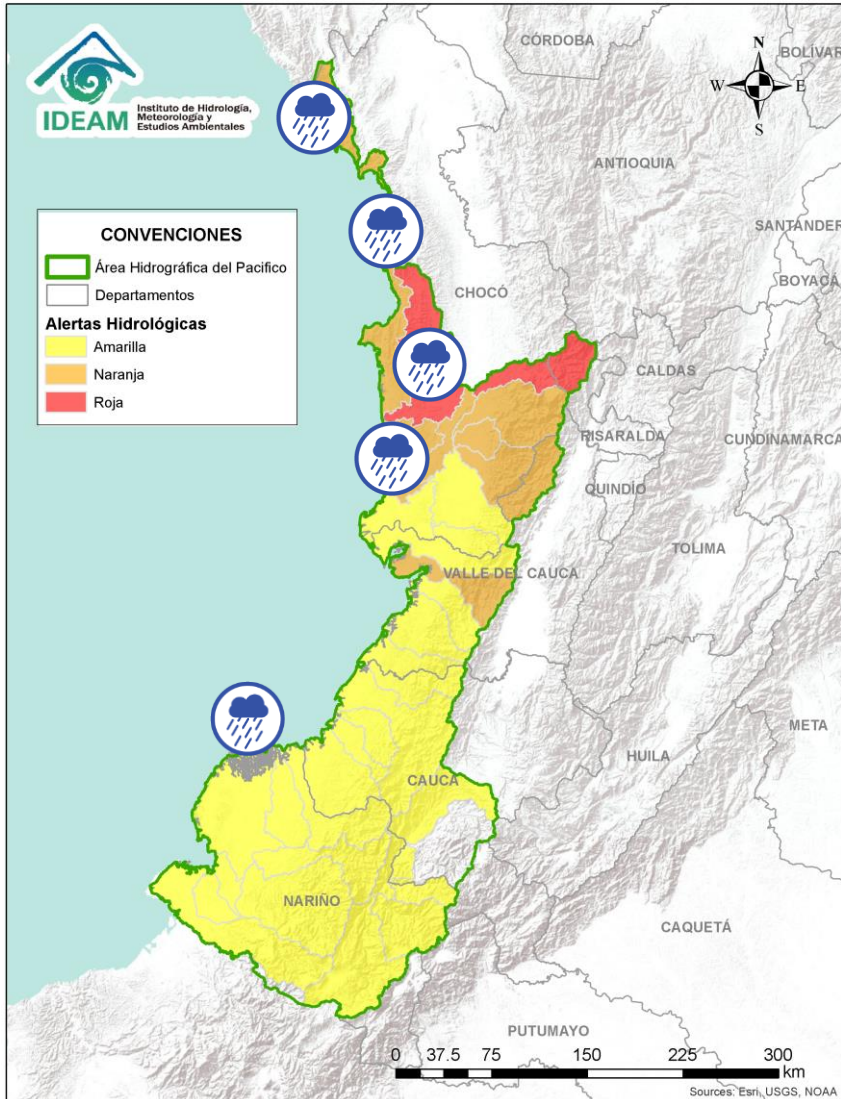 IDEAM
Instituto de Hidrología,
Meteorología y
Estudios Ambientales
CÓRDOBA
BOLÍVAR
N
W
E
S
ANTIOQUIA
SANTANDER
BOYACÁ
CONVENCIONES
Área Hidrográfica del Pacifico
Departamentos
Alertas Hidrológicas
Amarilla
Naranja
Roja
CHOCÓ
CALDAS
RISARALDA
CUNDINAMARCA
QUINDÍO
TOLIMA
VALLE DEL CAUCA
META
HUILA
CAUCA
NARIÑO
CAQUETÁ
PUTUMAYO
0 37.5 75 150 225 300
km
Sources: Esri, USGS, NOAA